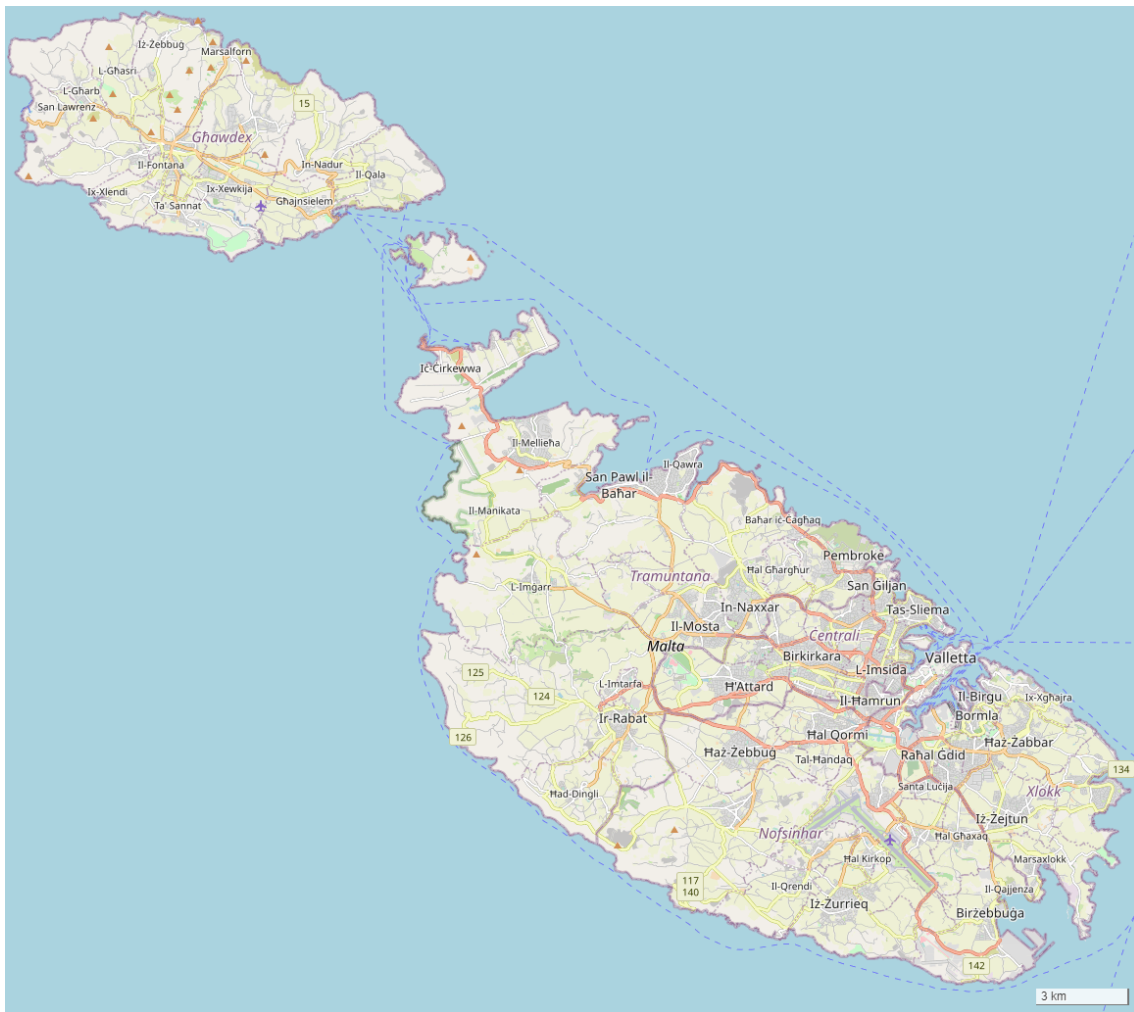 Iż-Żebbuġ
Marsalforn
L-Għasri
L-Għarb
San Lawrenz
15
Għawdex
Il-Fontana
In-Nadur
Il-Qala
Ix-Xlendi
Ix-Xewkija
Ta' Sannat
Għajnsielem
Iċ-Ċirkewwa
Il-Mellieħa
Il-Qawra
San Pawl il-
Baħar
Il-Manikata
Baħar iċ-Ċagħaq
Pembroke
Ħal Għargħur
Tramuntana
San Ġiljan
L-Imġarr
In-Naxxar
Tas-Sliema
Il-Mosta
Centrali
Malta
Birkirkara
Valletta
L-Imsida
125
L-Imtarfa
Ħ'Attard
124
Il-Birgu
Ix-Xgħajra
Il-Ħamrun
Ir-Rabat
Bormla
126
Ħal Qormi
Ħaż-Żabbar
Ħaż-Żebbuġ
Raħal Ġdid
Tal-Ħandaq
134
Santa Luċija
Ħad-Dingli
Xlokk
Iż-Żejtun
Nofsinhar
Ħal Għaxaq
Ħal Kirkop
Marsaxlokk
117
140
Il-Qrendi
Il-Qajjenza
Iż-Żurrieq
Birżebbuġa
142
3 km